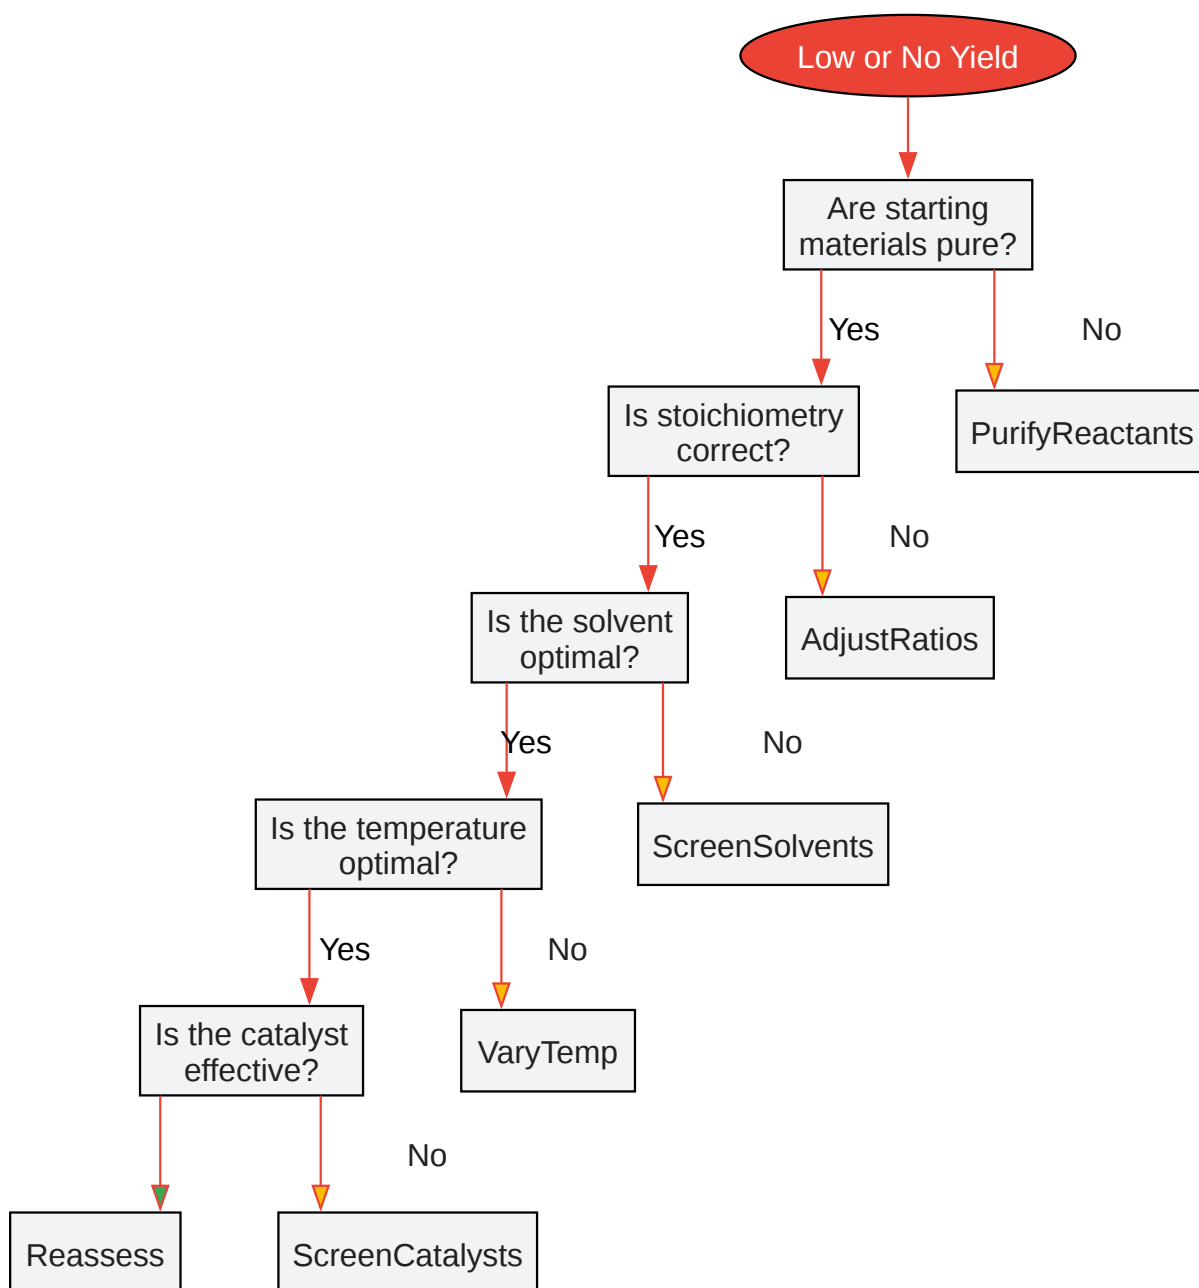 Low or No Yield
Are starting
materials pure?
Yes
No
Is stoichiometry
correct?
PurifyReactants
Yes
No
Is the solvent
optimal?
AdjustRatios
Yes
No
Is the temperature
optimal?
ScreenSolvents
Yes
No
Is the catalyst
effective?
VaryTemp
No
Reassess
ScreenCatalysts